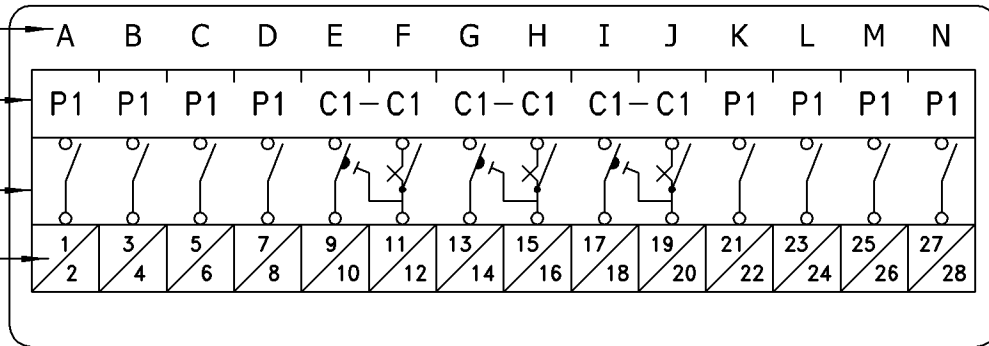 A B C D E F G H I J K L M N
P1 P1 P1 P1 C1-C1 C1-C1 C1-C1 P1 P1 P1 P1
1 3 5 7 9 11 13 15 17 19 21 23 25 27
2 4 6 8 10 12 14 16 18 20 22 24 26 28